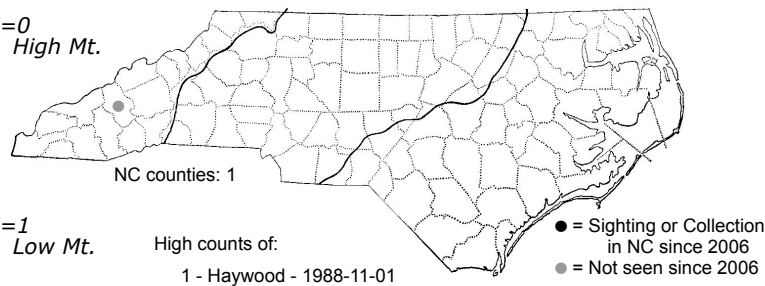 =0
High Mt.
NC counties: 1
=1
Low Mt.
High counts of:
1 - Haywood - 1988-11-01
● = Sighting or Collection
in NC since 2006
● = Not seen since 2006